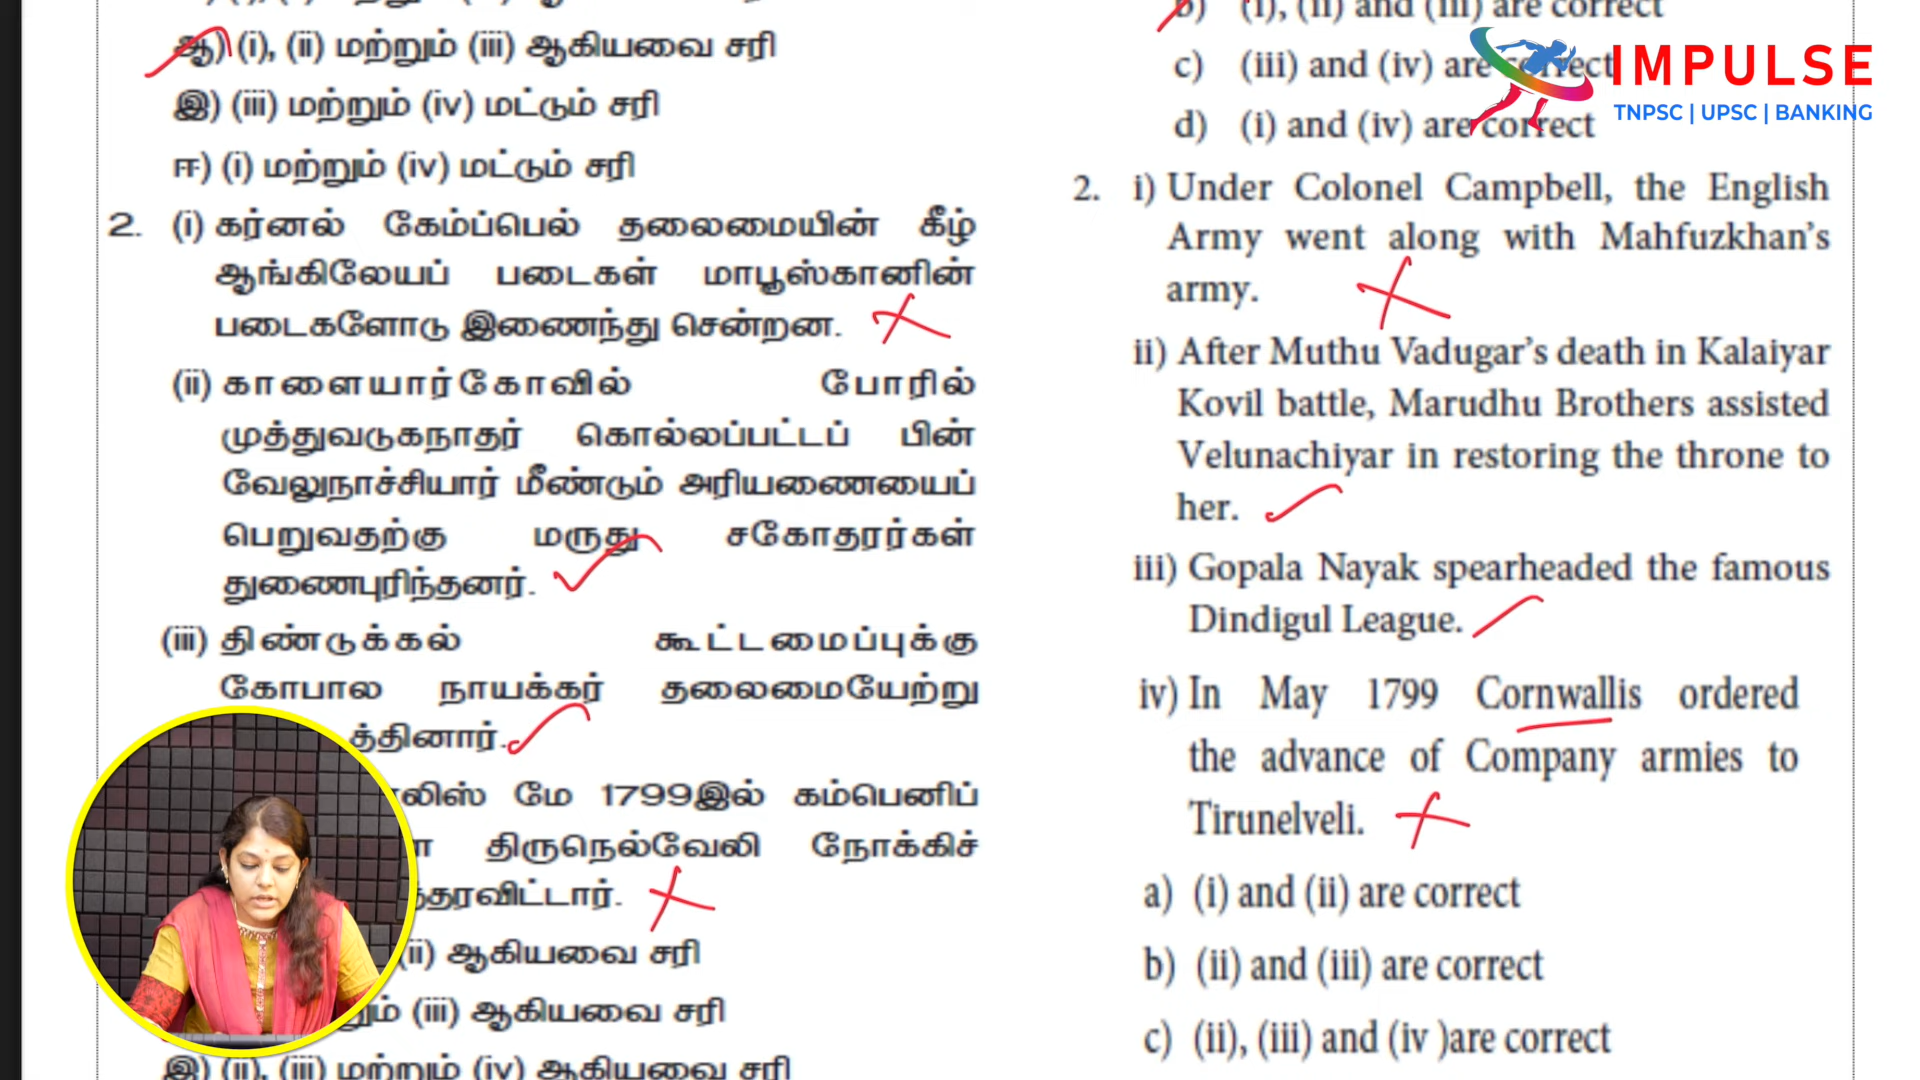 ஆ) (i), (ii) மற்றும் (iii) ஆகியவை சரி
இ) (iii) மற்றும் (iv) மட்டும் சரி
ஈ) (i) மற்றும் (iv) மட்டும் சரி
2. (i) கர்னல் கேம்ப்பெல் தலைமையின் கீழ்
ஆங்கிலேயப் படைகள் மாபூஸ்கானின்
படைகளோடு இணைந்து சென்றன.
(ii) காளையார்கோவில் போரில்
முத்துவடுகநாதர் கொல்லப்பட்டப் பின்
வேலுநாச்சியார் மீண்டும் அரியணையைப்
பெறுவதற்கு மருது சகோதரர்கள்
துணைபுரிந்தனர்.
(iii) திண்டுக்கல் கூட்டமைப்புக்கு
கோபால நாயக்கர் தலைமையேற்று
த்தினார்.
லிஸ் மே 1799இல் கம்பெனிப்
திருநெல்வேலி நோக்கிச்
த்தரவிட்டார்.
(ii) ஆகியவை சரி
றும் (iii) ஆகியவை சரி
இ) (ii), (iii) மற்றும் (iv) ஆகியவை சரி
b) (i), (ii) and (iii) are correct
c) (iii) and (iv) are correct
d) (i) and (iv) are correct
2. i) Under Colonel Campbell, the English
Army went along with Mahfuzkhan's
army.
ii) After Muthu Vadugar's death in Kalaiyar
Kovil battle, Marudhu Brothers assisted
Velunachiyar in restoring the throne to
her.
iii) Gopala Nayak spearheaded the famous
Dindigul League.
iv) In May 1799 Cornwallis ordered
the advance of Company armies to
Tirunelveli.
a) (i) and (ii) are correct
b) (ii) and (iii) are correct
c) (ii), (iii) and (iv )are correct
IMPULSE
TNPSC | UPSC | BANKING